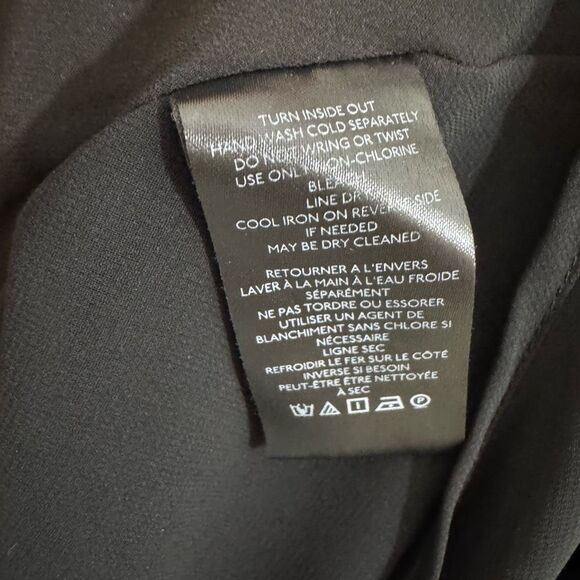 TURN INSIDE OUT
HAND WASH COLD SEPARATELY
DO NOT WRING OR TWIST
USE ONLY NON-CHLORINE
BLEACH
LINE DRY
COOL IRON ON REVERSE SIDE
IF NEEDED
MAY BE DRY CLEANED
RETOURNER A L'ENVERS
LAVER À LA MAIN À L'EAU FROIDE
SÉPARÉMENT
NE PAS TORDRE OU ESSORER
UTILISER UN AGENT DE
BLANCHIMENT SANS CHLORE SI
NÉCESSAIRE
LIGNE SEC
REFROIDIR LE FER SUR LE CÔTÉ
INVERSE SI BESOIN
PEUT-ÊTRE ÊTRE NETTOYÉE
À SEC
P